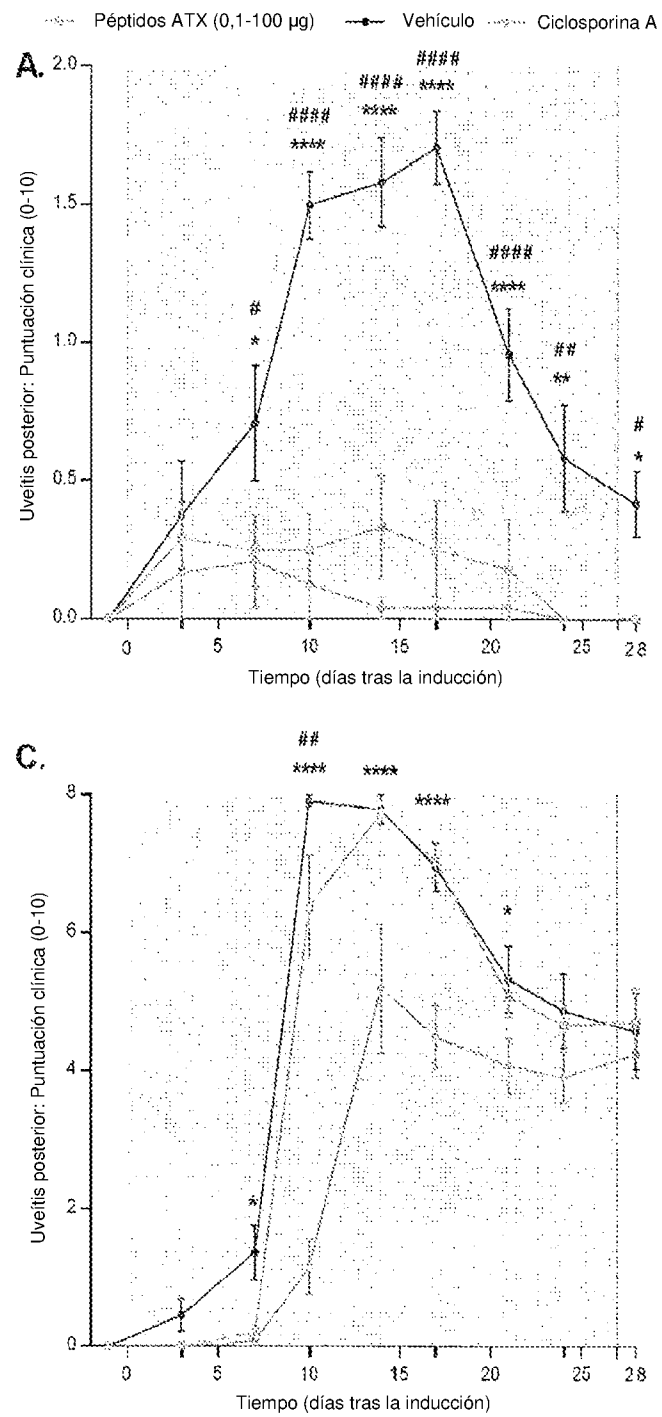 Péptidos ATX (0,1-100 µg) Vehículo Ciclosporina A
A.
Uveítis posterior: Puntuación clínica (0-10)
2.0
1.5
1.0
0.5
0.0
#### ****
#### ****
#### ****
#### ****
# *
## **
# *
0 5 10 15 20 25 28
Tiempo (días tras la inducción)
C.
Uveítis posterior: Puntuación clínica (0-10)
8
6
4
2
0
## ****
****
****
*
*
0 5 10 15 20 25 28
Tiempo (días tras la inducción)